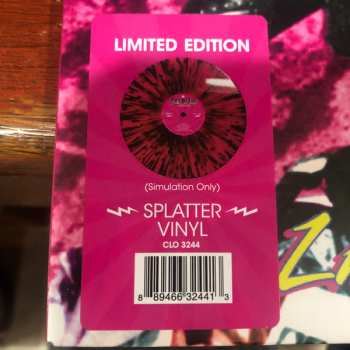 LIMITED EDITION
(Simulation Only)
SPLATTER
VINYL
CLO 3244
8 89466 32441 3